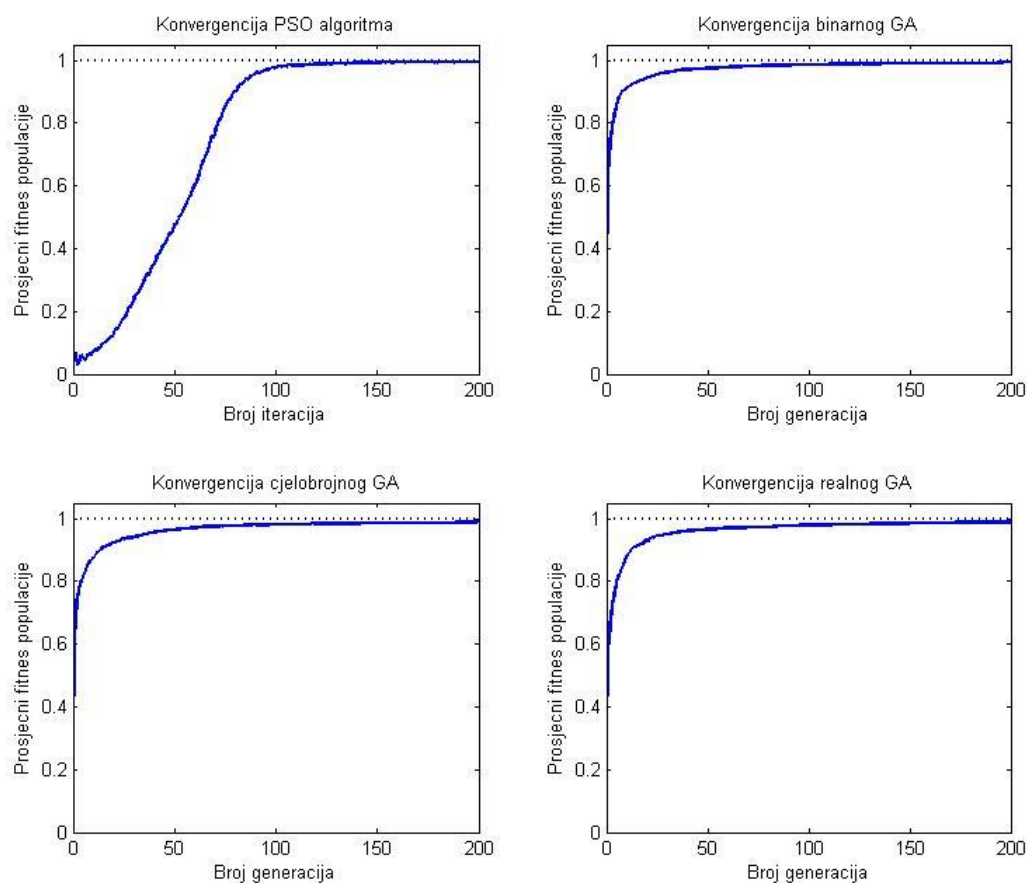 Konvergencija PSO algoritma
Prosjecni fitnes populacije
1
0.8
0.6
0.4
0.2
0
0 50 100 150 200
Broj iteracija
Konvergencija binarnog GA
Prosjecni fitnes populacije
1
0.8
0.6
0.4
0.2
0
0 50 100 150 200
Broj generacija
Konvergencija cjelobrojnog GA
Prosjecni fitnes populacije
1
0.8
0.6
0.4
0.2
0
0 50 100 150 200
Broj generacija
Konvergencija realnog GA
Prosjecni fitnes populacije
1
0.8
0.6
0.4
0.2
0
0 50 100 150 200
Broj generacija